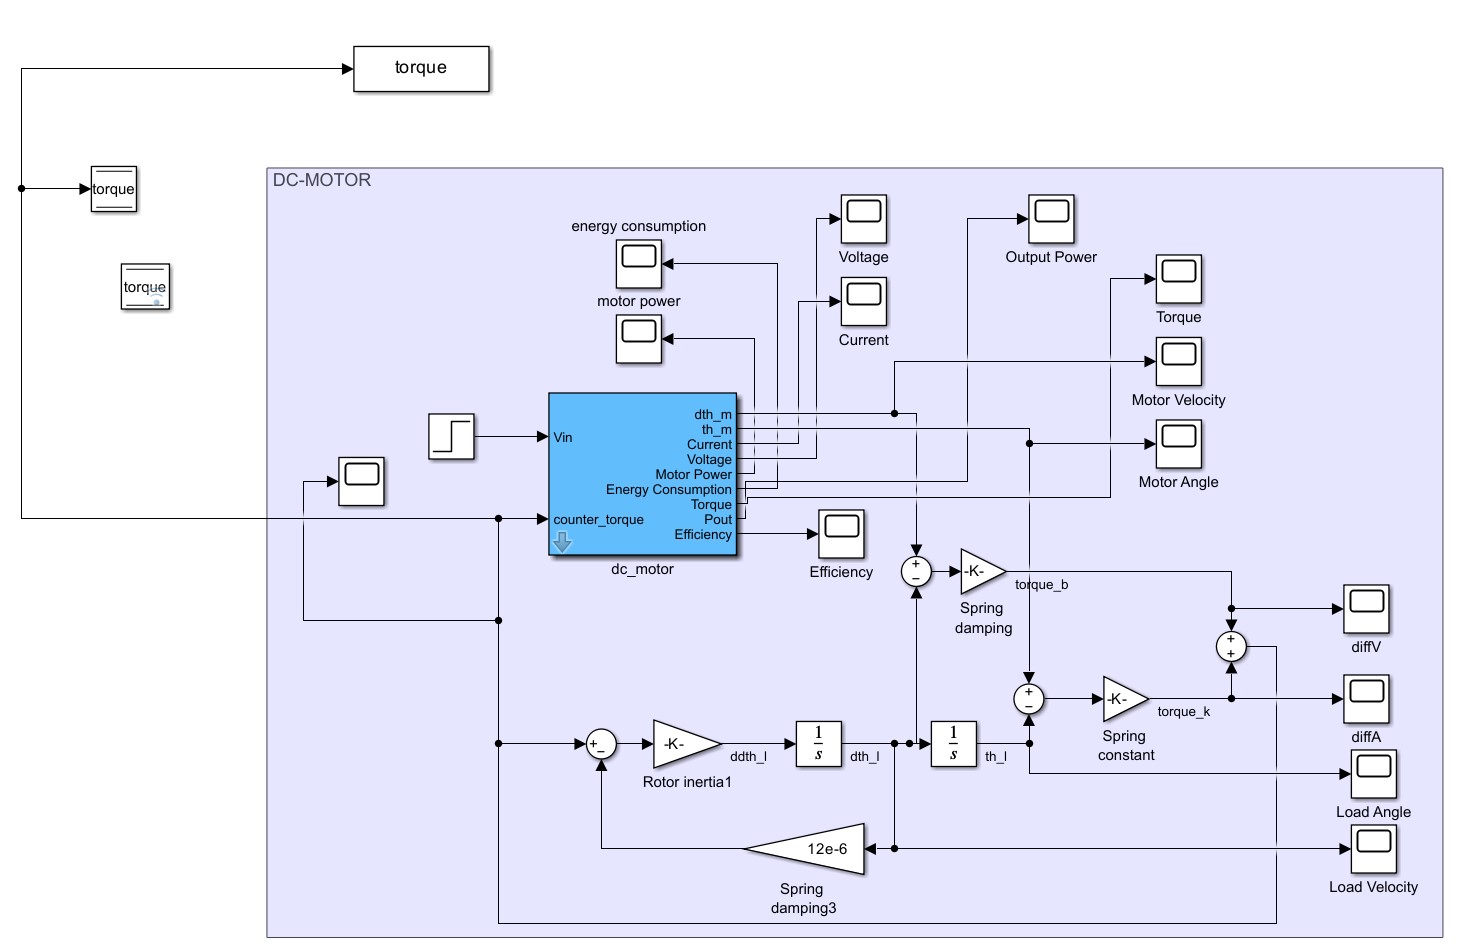 torque
torque
torque
DC-MOTOR
energy consumption
motor power
Voltage
Current
Output Power
Torque
Motor Velocity
Motor Angle
Vin
counter_torque
dth_m
th_m
Current
Voltage
Motor Power
Energy Consumption
Torque
Pout
Efficiency
dc_motor
Efficiency
+
−
-K-
torque_b
Spring
damping
diffV
+
+
+
−
-K-
torque_k
Spring
constant
diffA
+
−
-K-
Rotor inertia1
ddth_l
1
s
dth_l
1
s
th_l
Load Angle
12e-6
Spring
damping3
Load Velocity